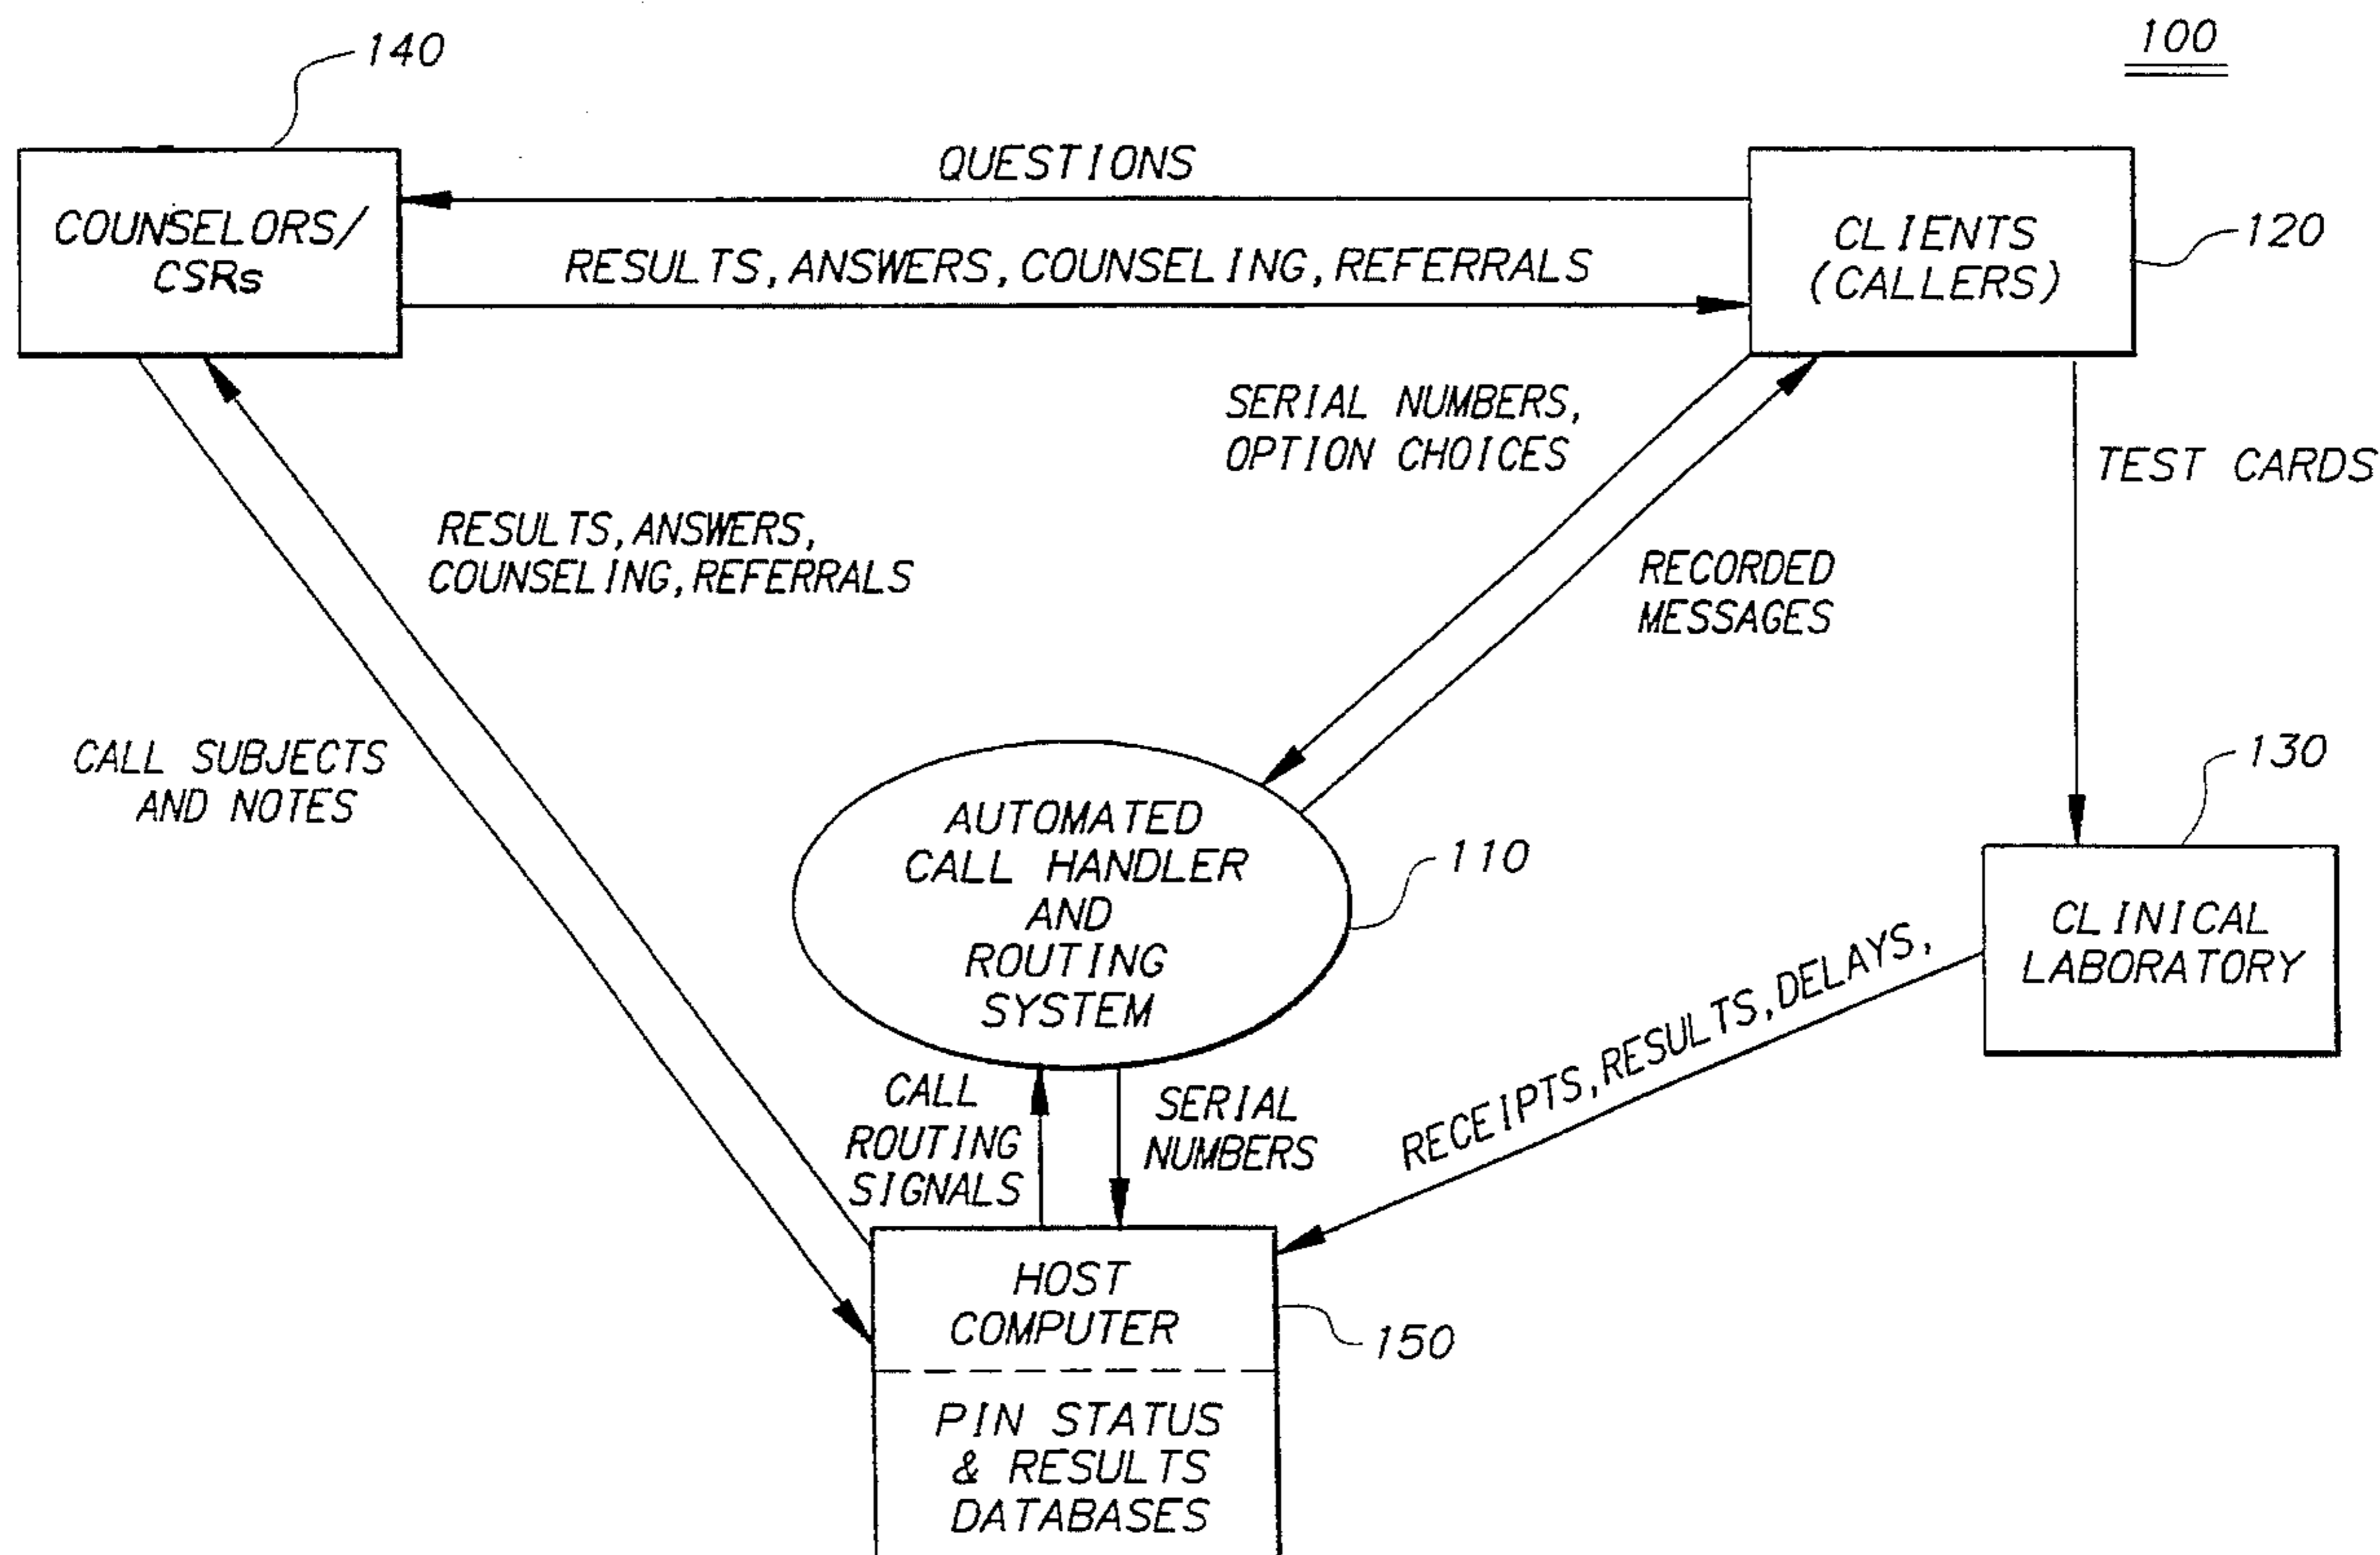 100
140
COUNSELORS/
CSRs
QUESTIONS
RESULTS, ANSWERS, COUNSELING, REFERRALS
CLIENTS
(CALLERS)
120
SERIAL NUMBERS,
OPTION CHOICES
TEST CARDS
RESULTS, ANSWERS,
COUNSELING, REFERRALS
RECORDED
MESSAGES
CALL SUBJECTS
AND NOTES
AUTOMATED
CALL HANDLER
AND
ROUTING
SYSTEM
110
130
CLINICAL
LABORATORY
RECEIPTS, RESULTS, DELAYS,
CALL
ROUTING
SIGNALS
SERIAL
NUMBERS
HOST
COMPUTER
150
PIN STATUS
& RESULTS
DATABASES